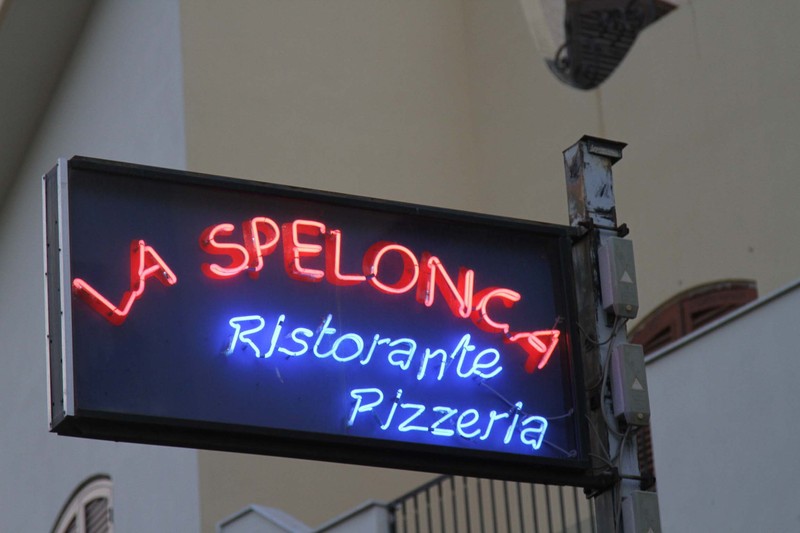 LA SPELONCA
Ristorante
Pizzeria